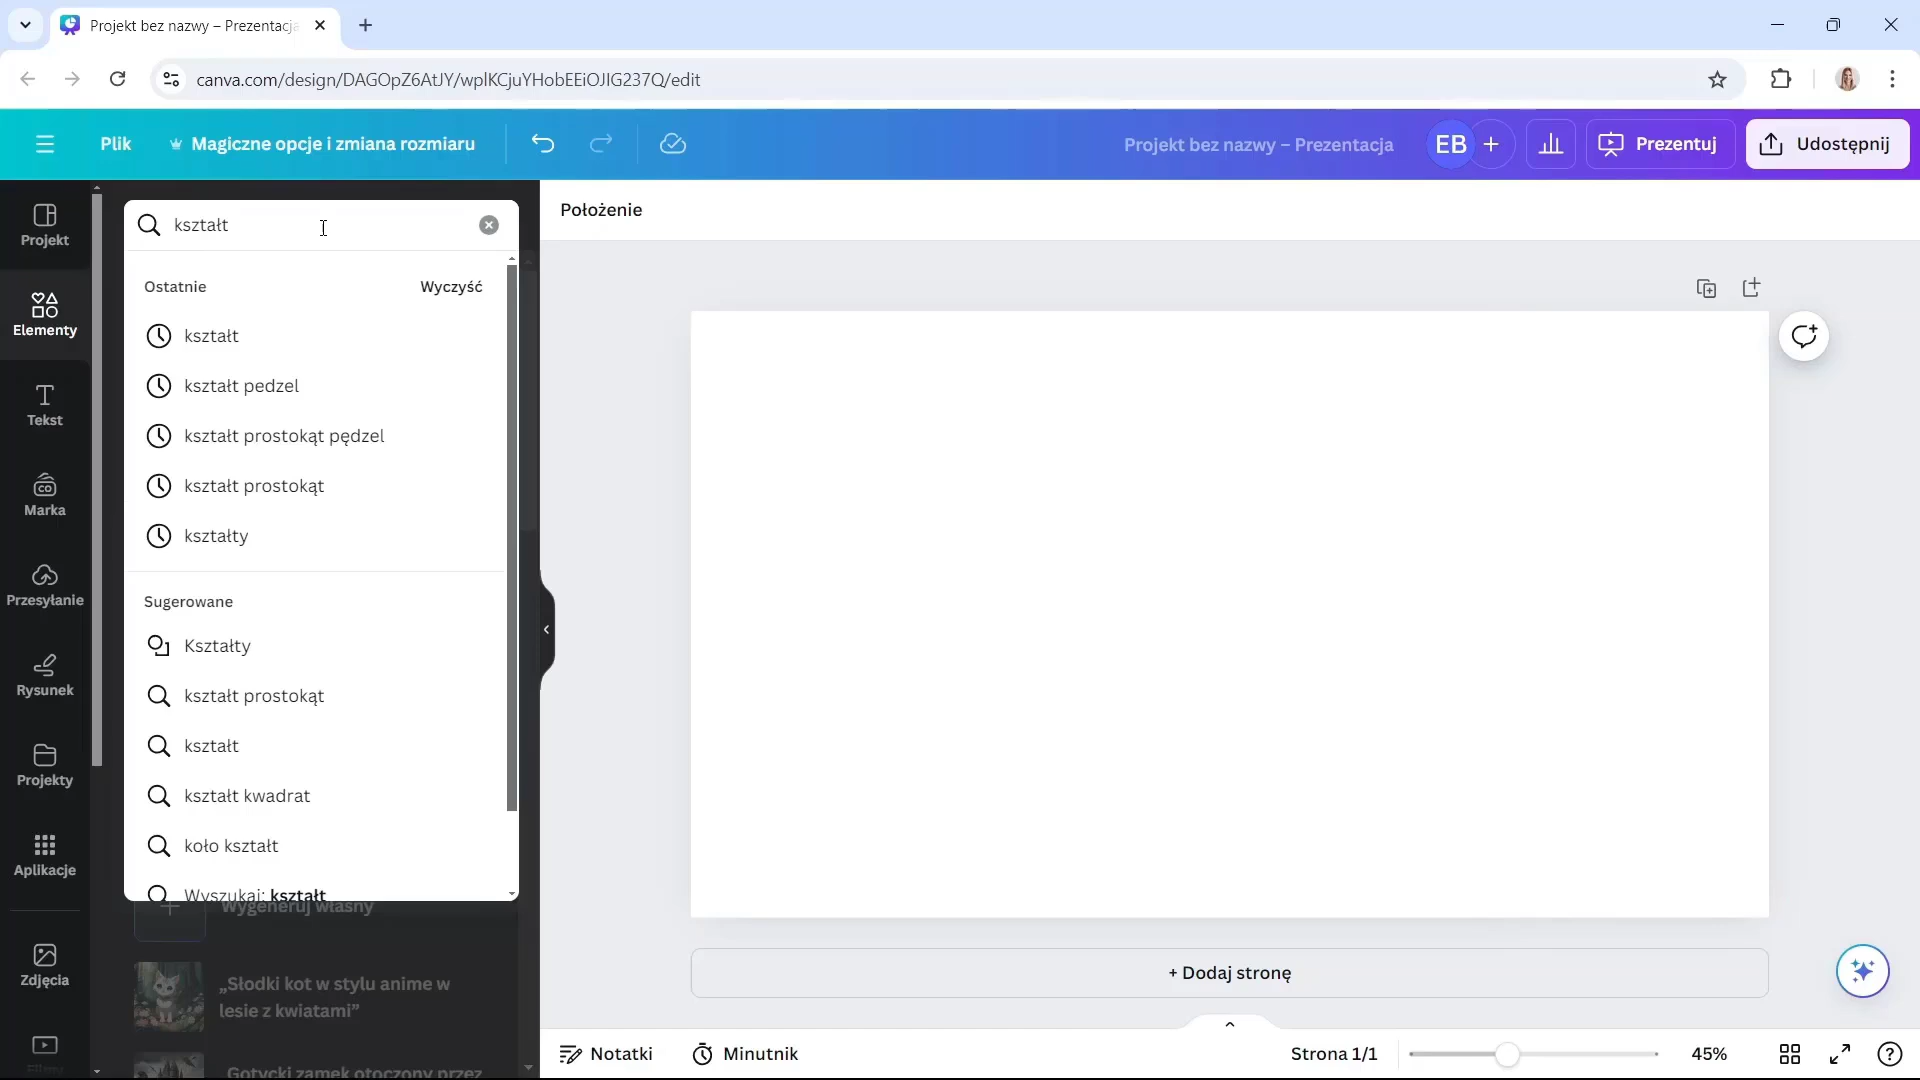 Projekt bez nazwy – Prezentacja
canva.com/design/DAGOpZ6AtJY/wplKCjuYHobEEiOJIG237Q/edit
Plik
Magiczne opcje i zmiana rozmiaru
Projekt bez nazwy – Prezentacja
EB
Prezentuj
Udostępnij
Projekt
Elementy
Tekst
CO
Marka
Przesyłanie
Rysunek
Projekty
Aplikacje
Zdjęcia
Filmy
kształt
Ostatnie
Wyczyść
kształt
kształt pedzel
kształt prostokąt pędzel
kształt prostokąt
kształty
Sugerowane
Kształty
kształt prostokąt
kształt
kształt kwadrat
koło kształt
Wyszukaj: kształt
Wygeneruj własny
„Słodki kot w stylu anime w
lesie z kwiatami”
Gotycki zamek otoczony przez
Położenie
+ Dodaj stronę
Notatki
Minutnik
Strona 1/1
45%